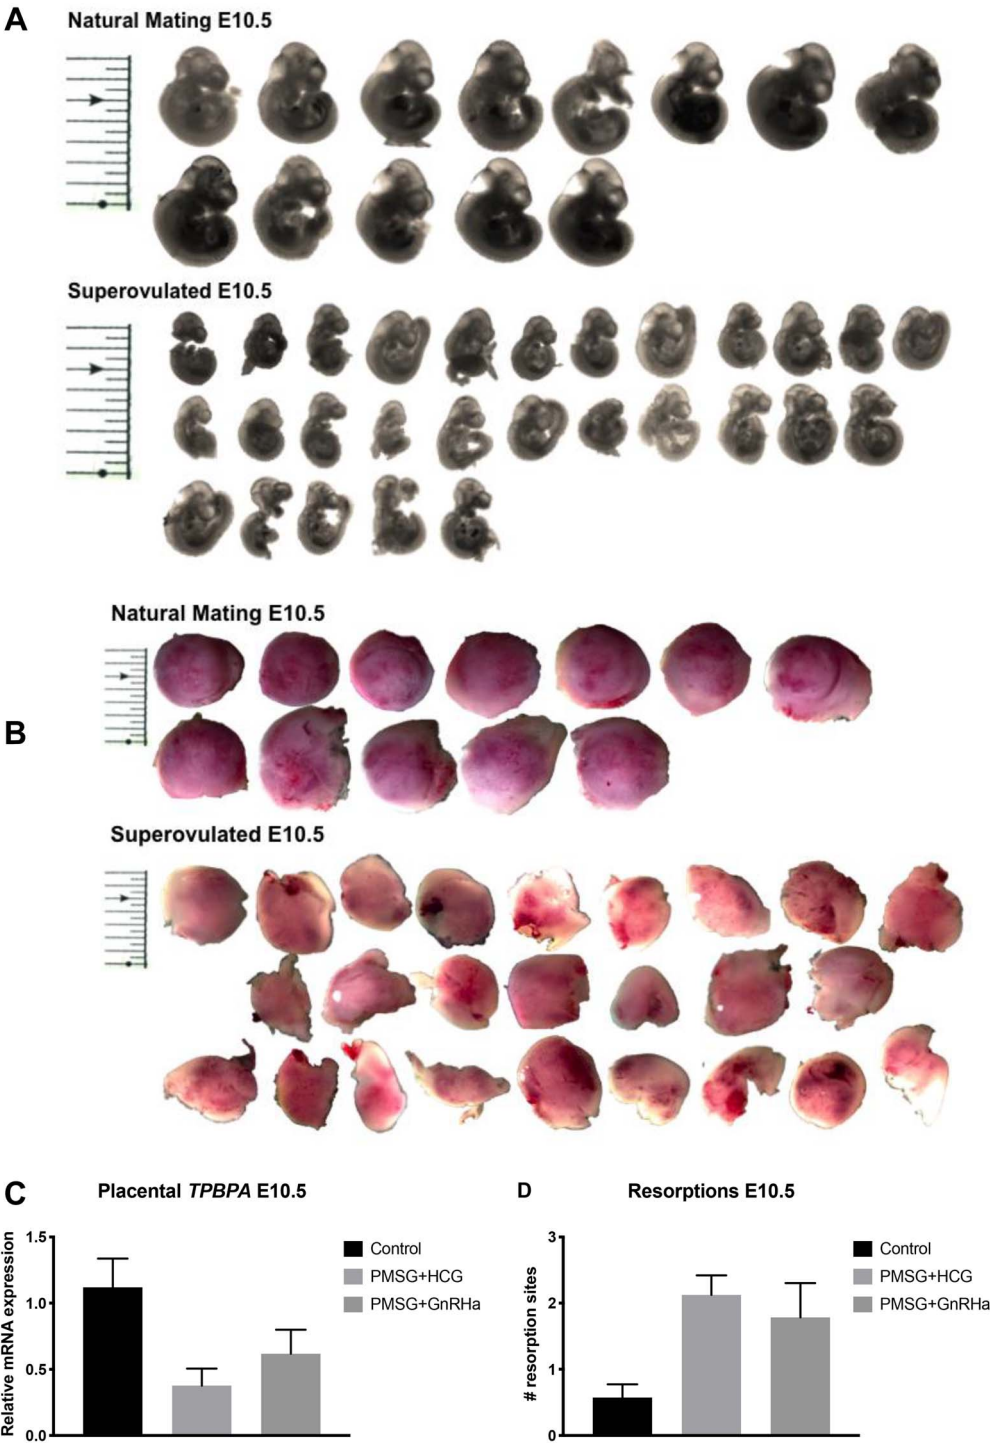 A
Natural Mating E10.5
Superovulated E10.5
Natural Mating E10.5
B
Superovulated E10.5
C
Placental TPBPA E10.5
Relative mRNA expression
1.5
1.0
0.5
0.0
Control
PMSG+HCG
PMSG+GnRHa
D
Resorptions E10.5
# resorption sites
3
2
1
0
Control
PMSG+HCG
PMSG+GnRHa